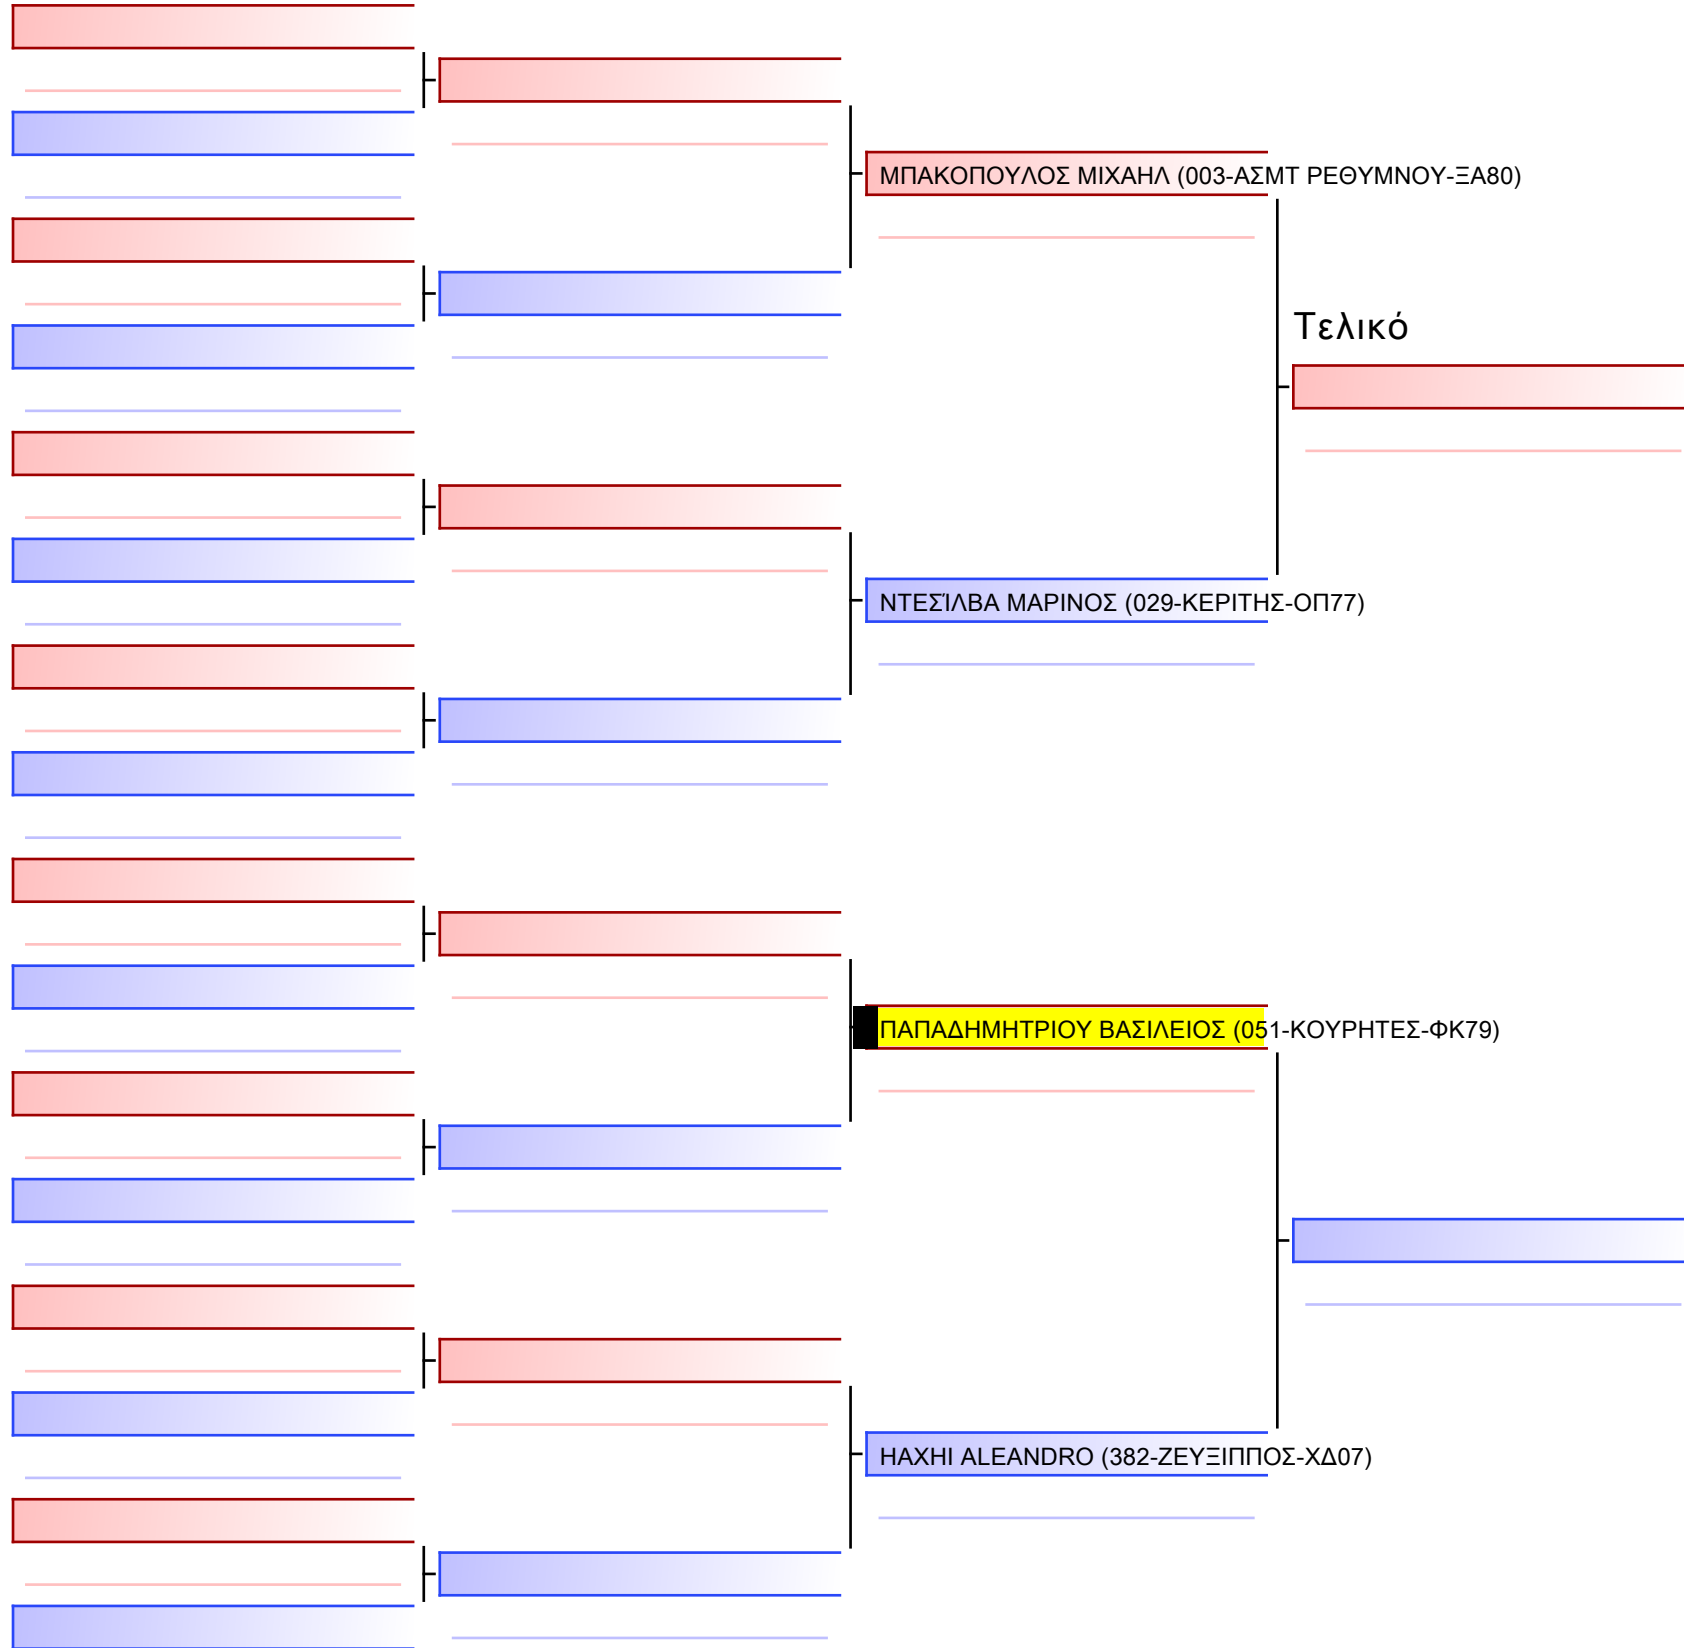 ΜΠΑΚΟΠΟΥΛΟΣ ΜΙΧΑΗΛ (003-ΑΣΜΤ ΡΕΘΥΜΝΟΥ-ΞΑ80)
Τελικό
ΝΤΕΣΊΛΒΑ ΜΑΡΙΝΟΣ (029-ΚΕΡΙΤΗΣ-ΟΠ77)
ΠΑΠΑΔΗΜΗΤΡΙΟΥ ΒΑΣΙΛΕΙΟΣ (051-ΚΟΥΡΗΤΕΣ-ΦΚ79)
HAXHI ALEANDRO (382-ΖΕΥΞΙΠΠΟΣ-ΧΔ07)